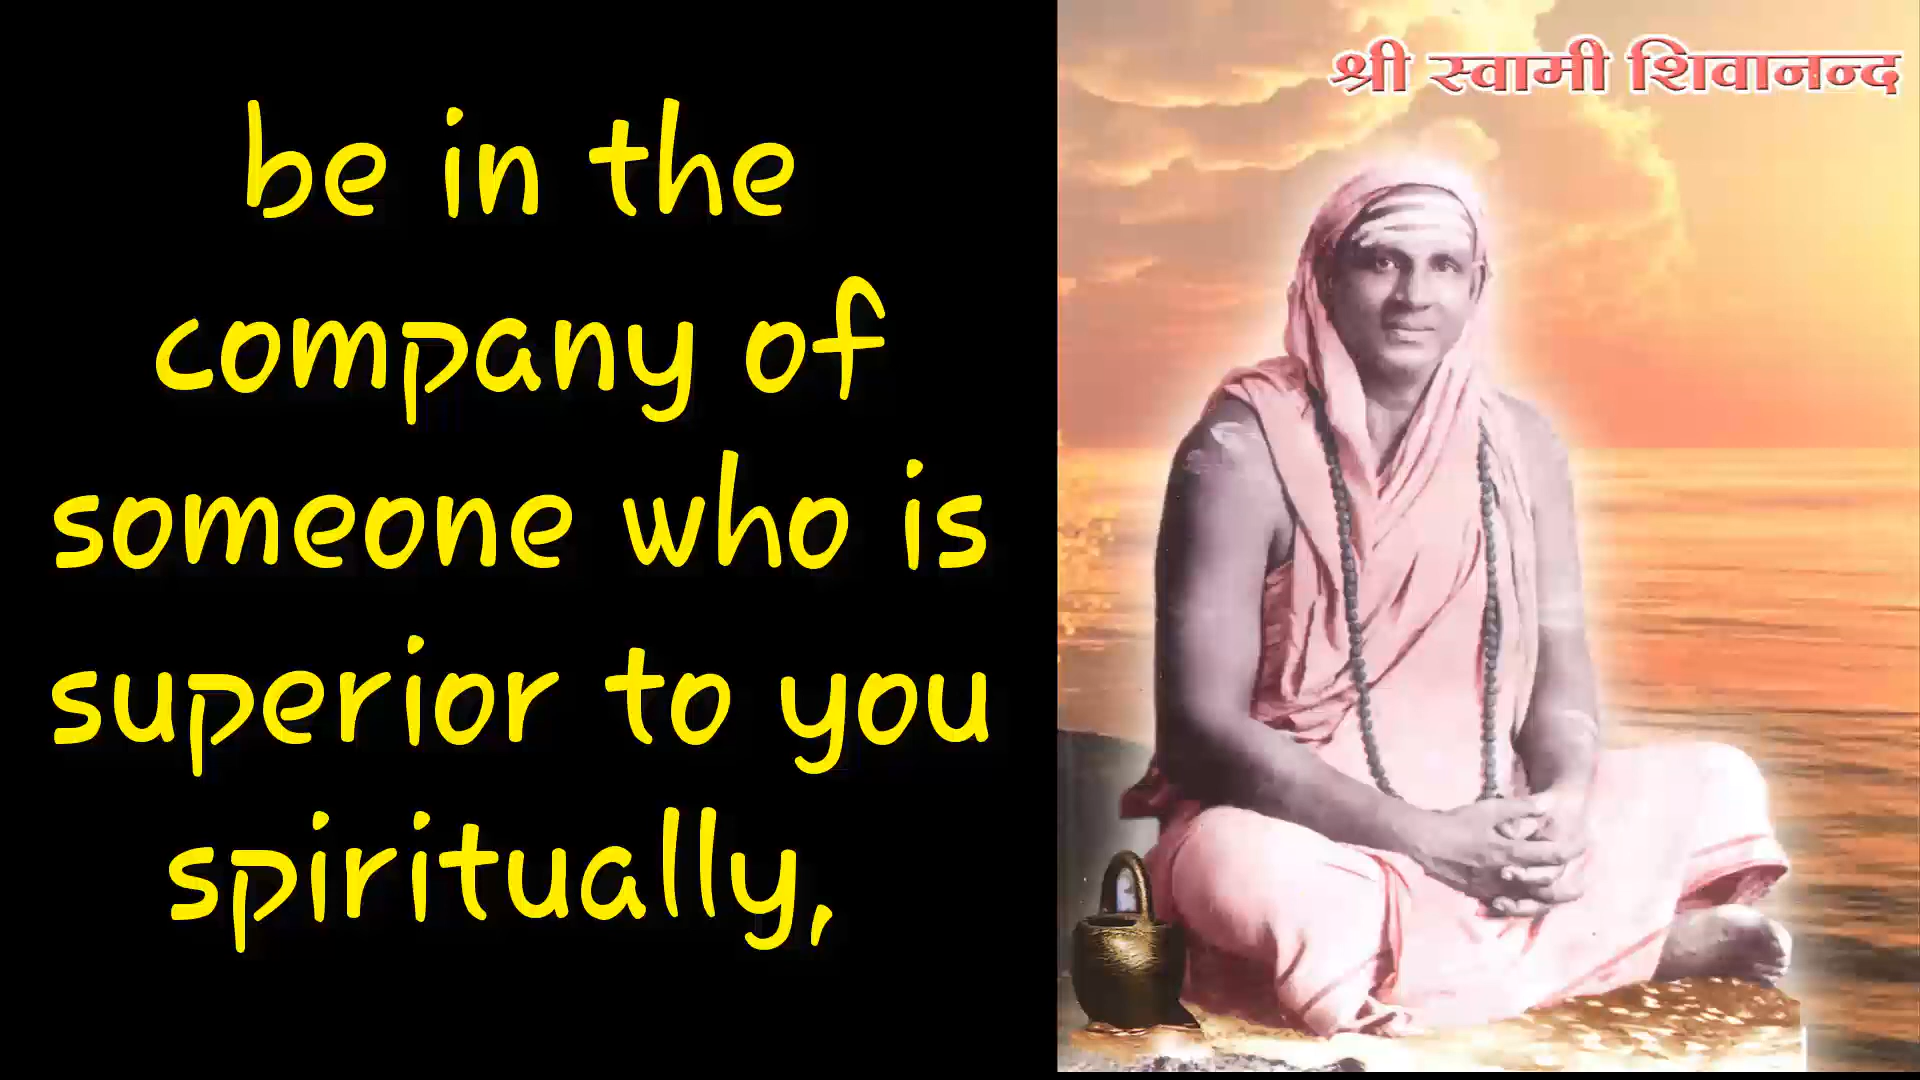 be in the
company of
someone who is
superior to you
spiritually,
श्री स्वामी शिवानन्द